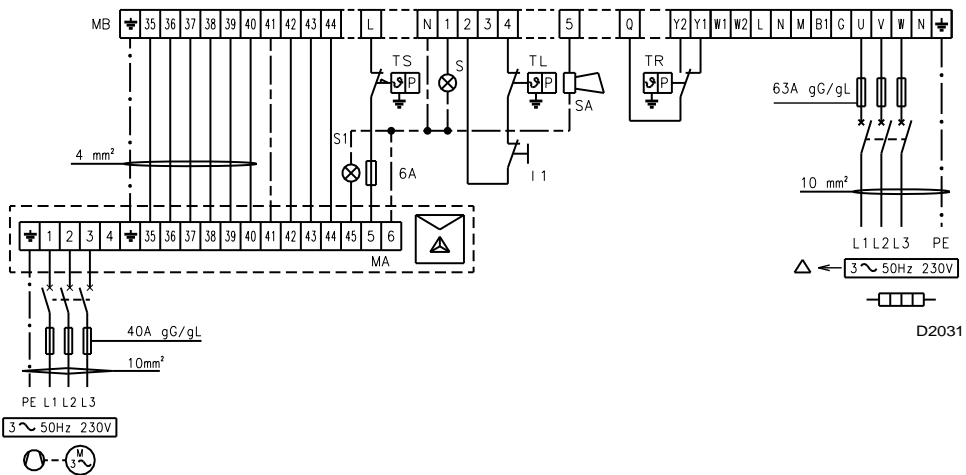 MB 35 36 37 38 39 40 41 42 43 44 L N 1 2 3 4 5 Q Y2 Y1 W1 W2 L N M B1 G U V W N
TS S TL TR
ϑ P ϑ P ϑ P
SA
63A gG/gL
S1
4 mm²
6A
I1
10 mm²
1 2 3 4 35 36 37 38 39 40 41 42 43 44 45 5 6
MA
L1 L2 L3 PE
△ 3~ 50Hz 230V
D2031
40A gG/gL
10mm²
PE L1 L2 L3
3~ 50Hz 230V
M
3~